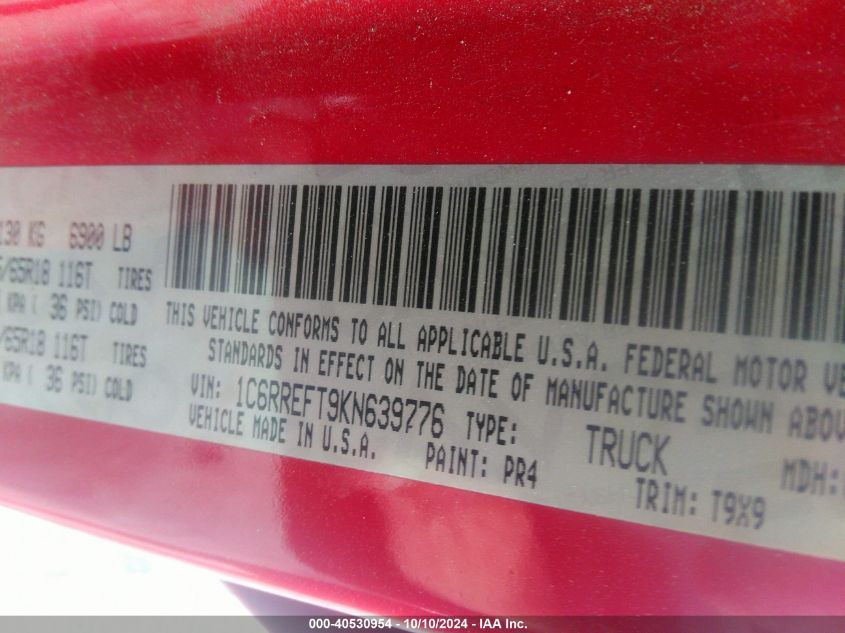 130 KG 6900 LB
/65R18 116T TIRES
KPA ( 36 PSI) COLD
/65R18 116T TIRES
KPA ( 36 PSI) COLD
THIS VEHICLE CONFORMS TO ALL APPLICABLE U.S.A. FEDERAL MOTOR VE
STANDARDS IN EFFECT ON THE DATE OF MANUFACTURE SHOWN ABOV
VIN: 1C6RREFT9KN639776 TYPE: TRUCK
VEHICLE MADE IN U.S.A. PAINT: PR4 MDH:
TRIM: T9X9
000-40530954 - 10/10/2024 - IAA Inc.